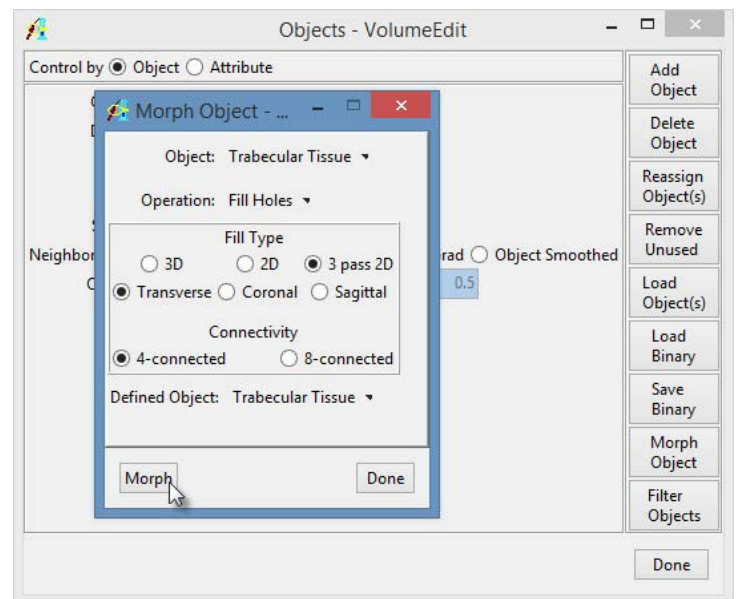 Objects - VolumeEdit
Control by Object Attribute
Morph Object - ...
Object: Trabecular Tissue
Operation: Fill Holes
Fill Type
3D 2D 3 pass 2D
Transverse Coronal Sagittal
Connectivity
4-connected 8-connected
Defined Object: Trabecular Tissue
Morph Done
Object Smoothed
0.5
Add
Object
Delete
Object
Reassign
Object(s)
Remove
Unused
Load
Object(s)
Load
Binary
Save
Binary
Morph
Object
Filter
Objects
Done